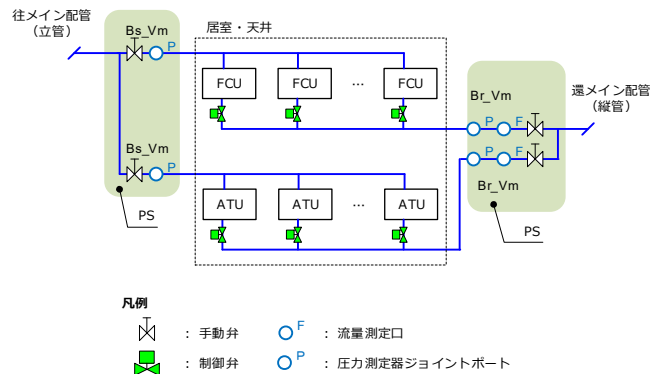 往メイン配管
（立管）
Bs_Vm
P
居室・天井
FCU
FCU
…
FCU
Br_Vm
還メイン配管
（縦管）
P
F
P
F
Bs_Vm
P
Br_Vm
ATU
ATU
…
ATU
PS
PS
凡例
：手動弁
F
：流量測定口
：制御弁
P
：圧力測定器ジョイントポート